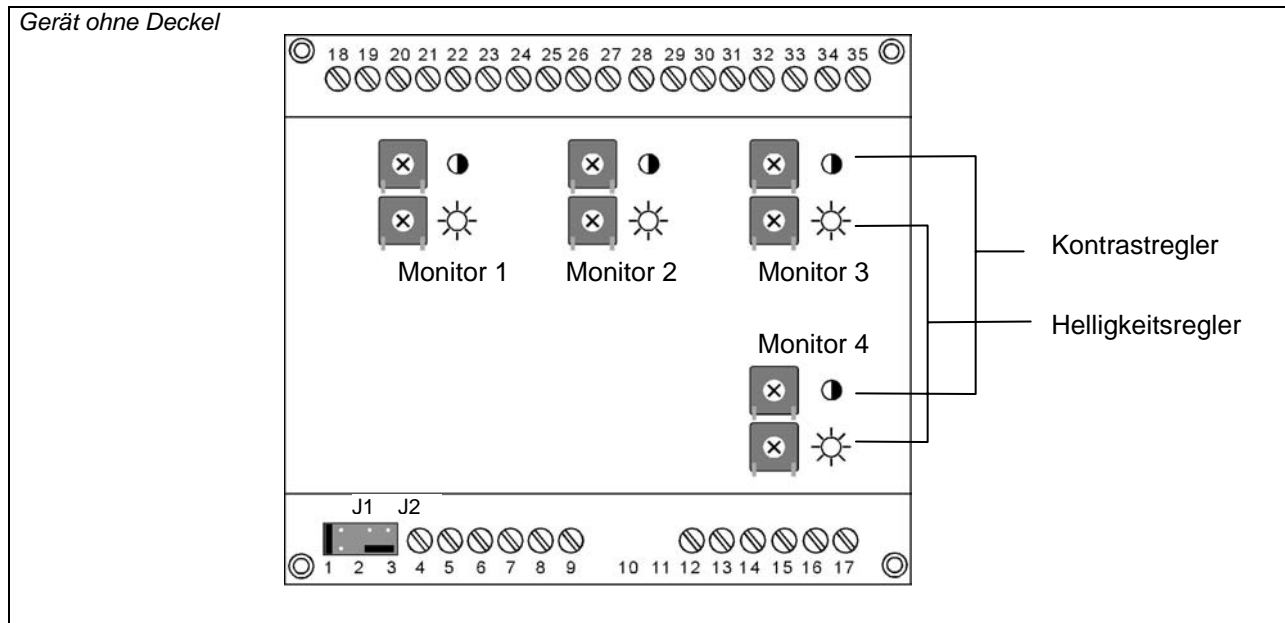 Gerät ohne Deckel
18 19 20 21 22 23 24 25 26 27 28 29 30 31 32 33 34 35
Monitor 1 Monitor 2 Monitor 3
Kontrastregler
Helligkeitsregler
Monitor 4
J1 J2
1 2 3 4 5 6 7 8 9 10 11 12 13 14 15 16 17